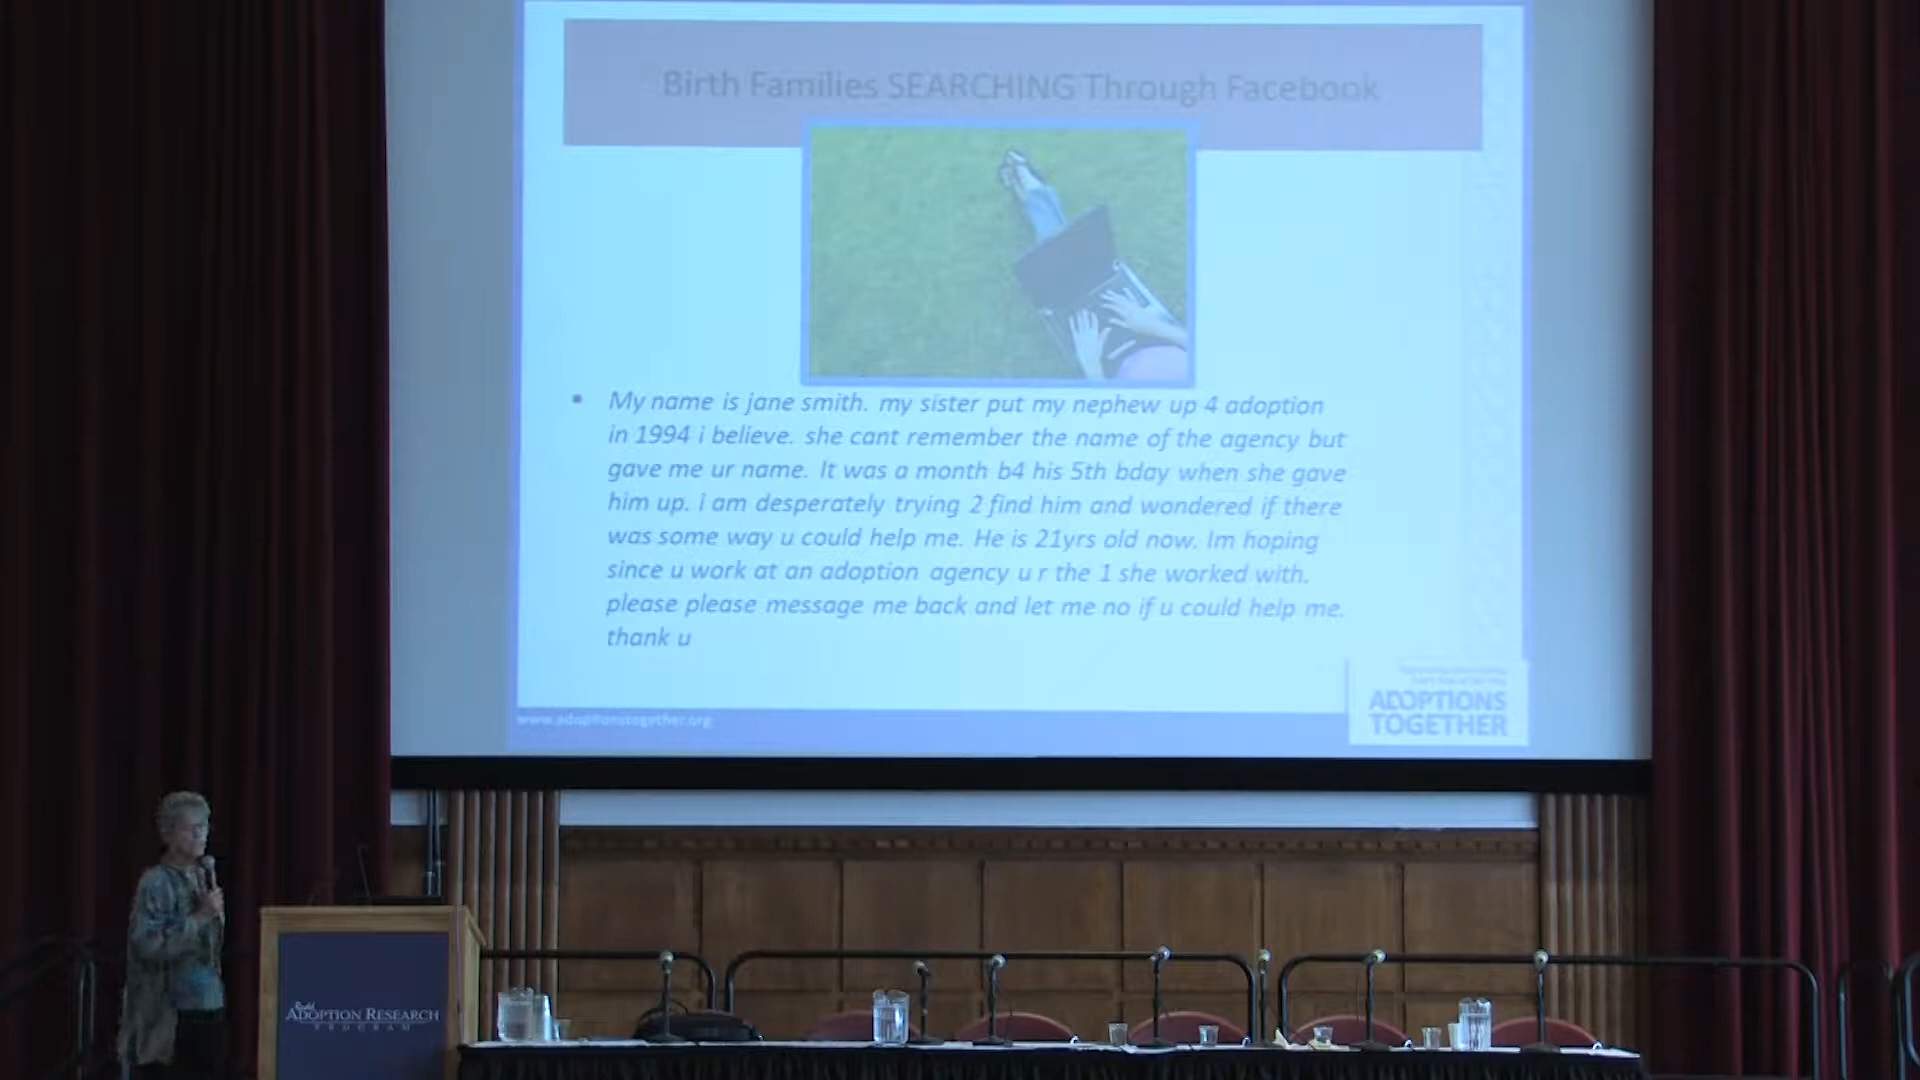 Birth Families SEARCHING Through Facebook
• My name is jane smith. my sister put my nephew up 4 adoption
in 1994 i believe. she cant remember the name of the agency but
gave me ur name. It was a month b4 his 5th bday when she gave
him up. i am desperately trying 2 find him and wondered if there
was some way u could help me. He is 21yrs old now. Im hoping
since u work at an adoption agency u r the 1 she worked with.
please please message me back and let me no if u could help me.
thank u
ADOPTIONS
TOGETHER
www.adoptionstogether.org
Rudd
ADOPTION RESEARCH
PROGRAM